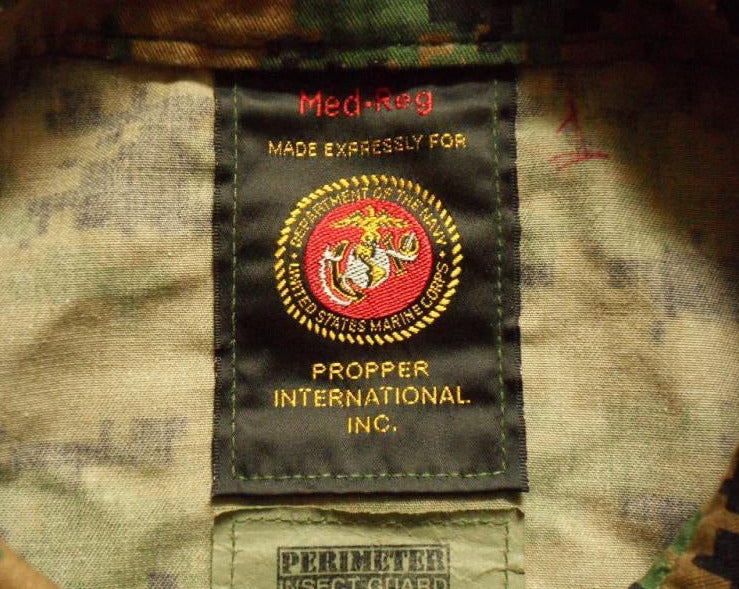 Med-Reg
MADE EXPRESSLY FOR
DEPARTMENT OF THE NAVY
UNITED STATES MARINE CORPS
PROPPER
INTERNATIONAL.
INC.
PERIMETER
INSECT GUARD